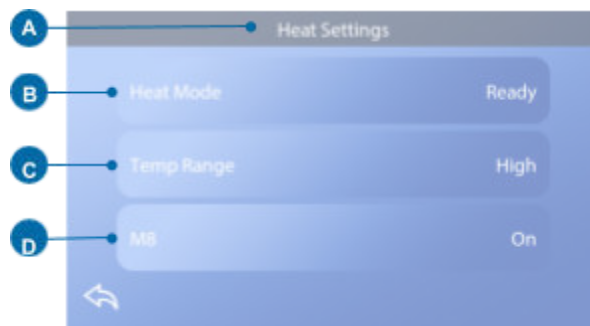 A
Heat Settings
B
Heat Mode Ready
C
Temp Range High
D
M8 On